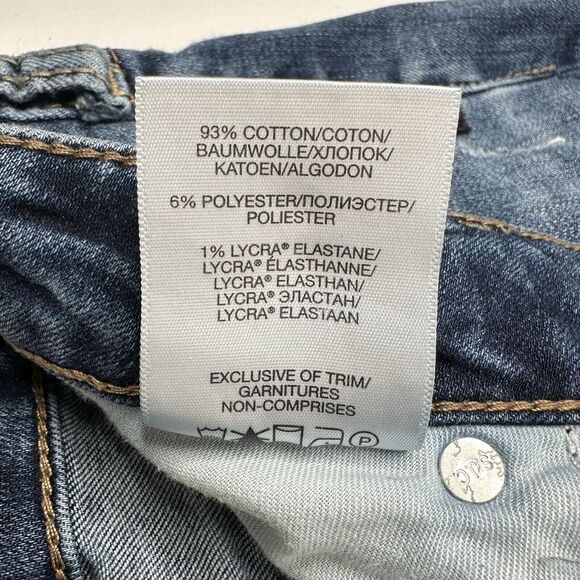 93% COTTON/COTON/
BAUMWOLLE/ХЛОПОК/
KATOEN/ALGODON
6% POLYESTER/ПОЛИЭСТЕР/
POLIESTER
1% LYCRA® ELASTANE/
LYCRA® ÉLASTHANNE/
LYCRA® ELASTHAN/
LYCRA® ЭЛАСТАН/
LYCRA® ELASTAAN
EXCLUSIVE OF TRIM/
GARNITURES
NON-COMPRISES
P